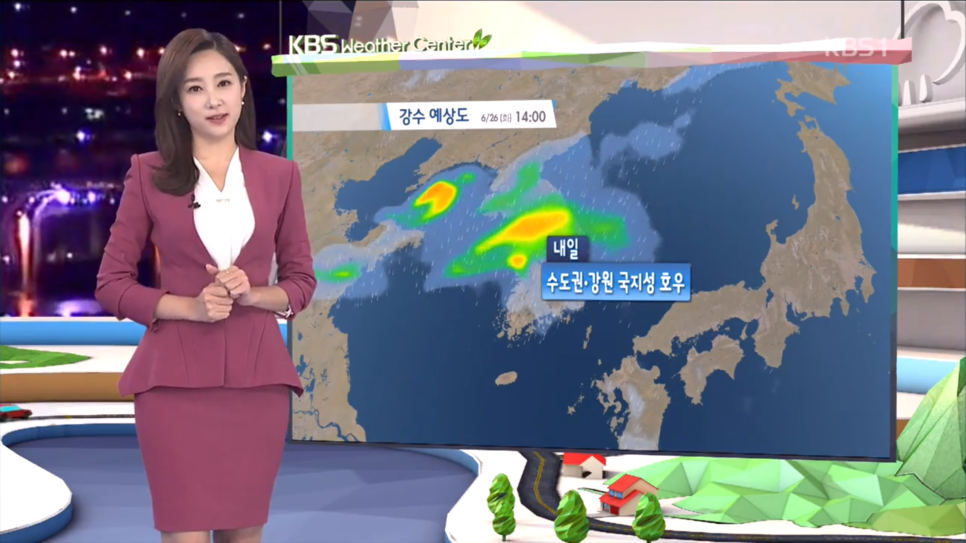 KBS Weather Center
KBS 1
강수 예상도 6/26 (화) 14:00
내일
수도권·강원 국지성 호우